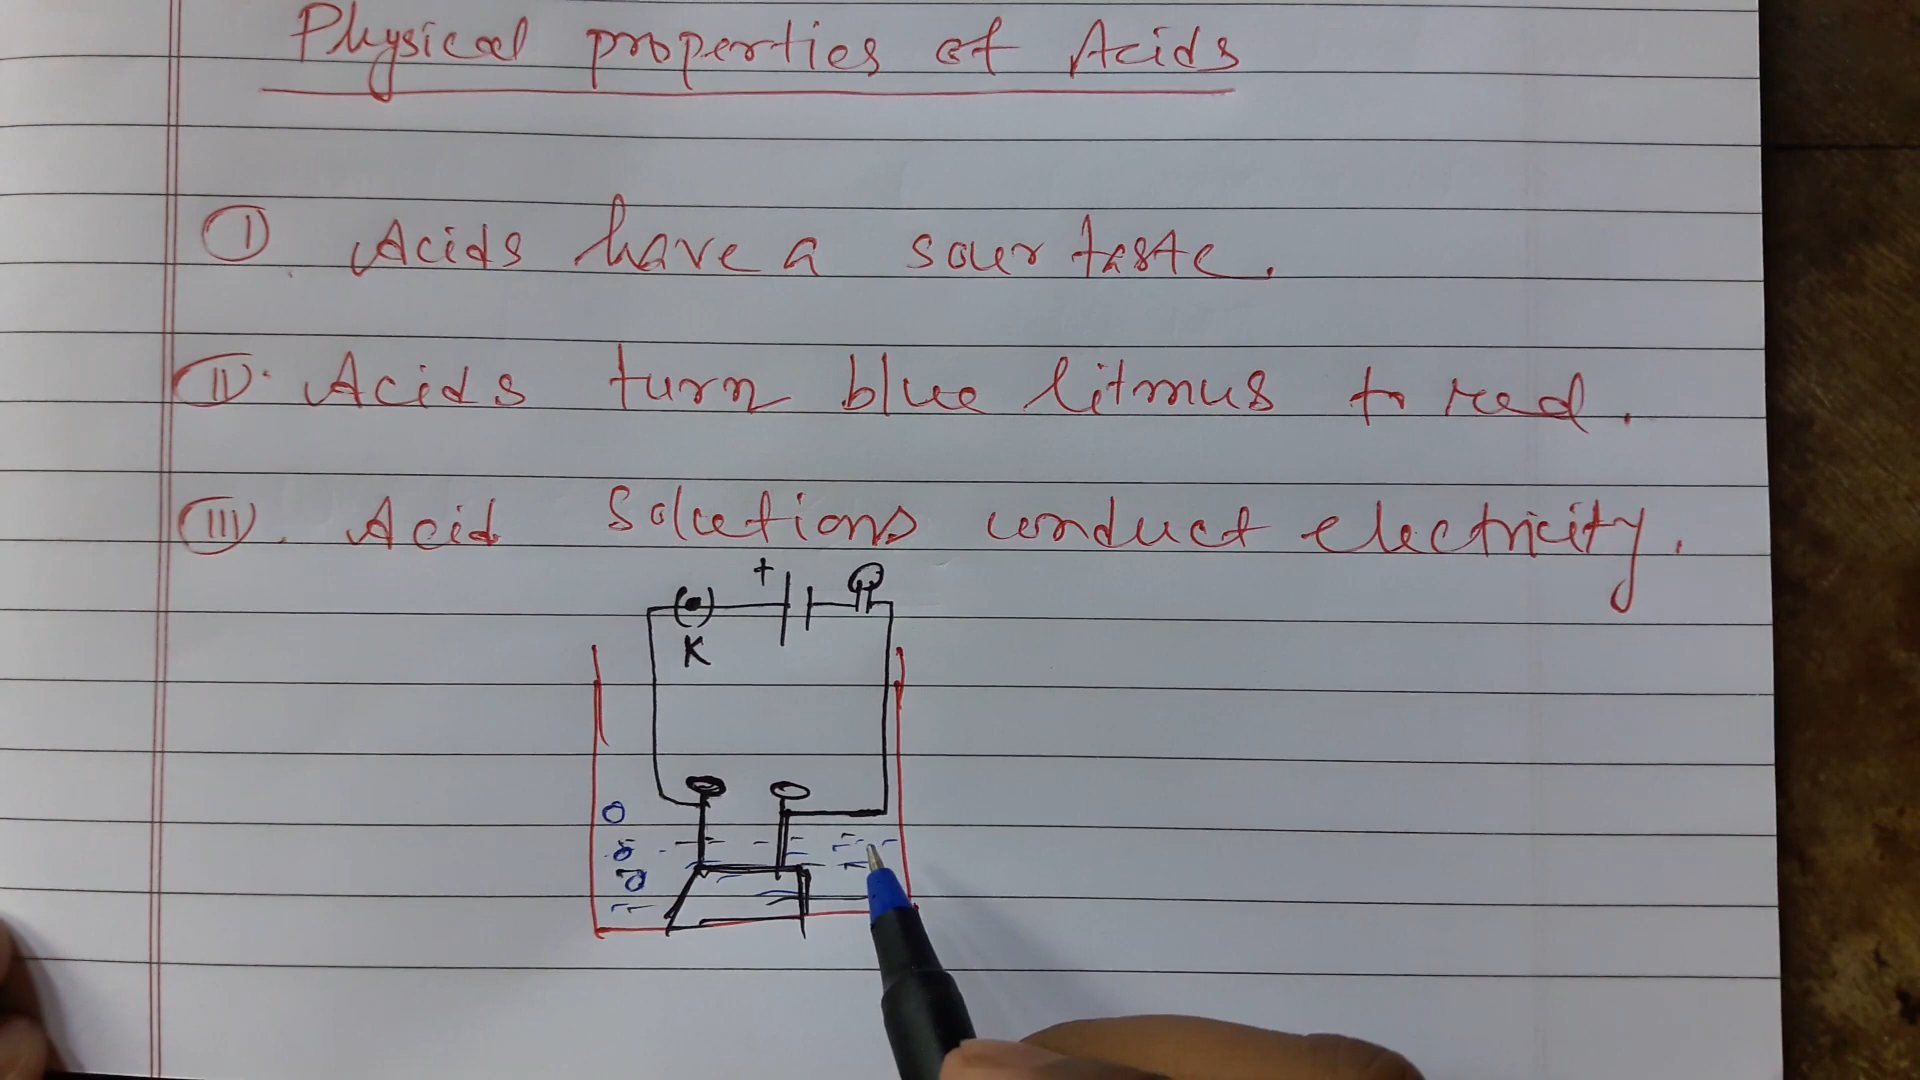 Physical properties of Acids
I Acids have a sour taste.
II. Acids turn blue litmus to red.
III. Acid Solutions conduct electricity.
+
K